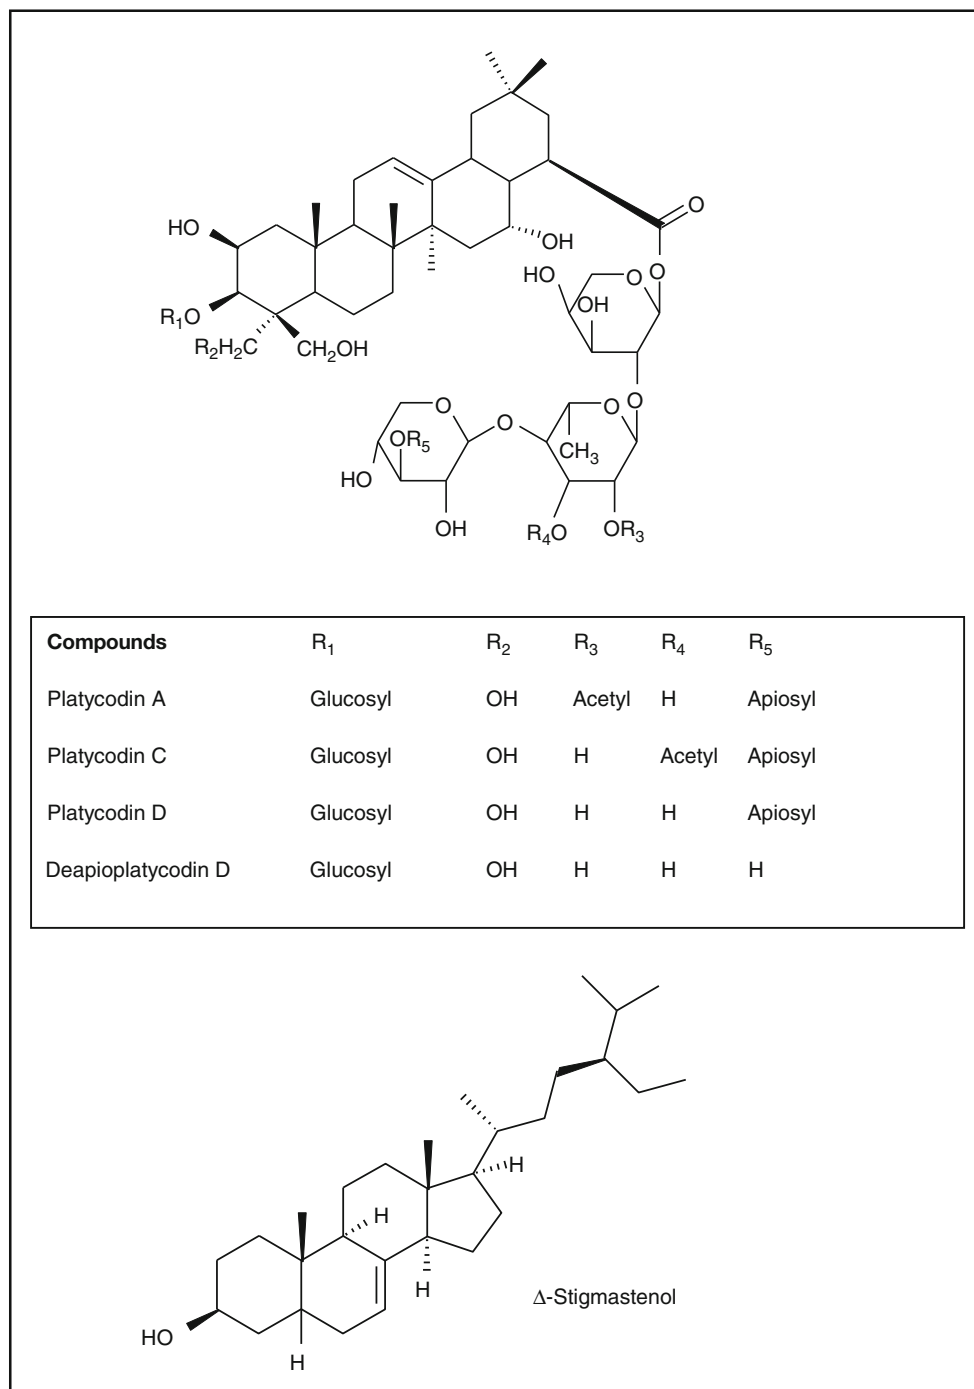 O
HO
OH
O
HO
O
OH
R₁O
R₂H₂C
CH₂OH
O
O
O
O
OR₅
CH₃
HO
OH
R₄O
OR₃
Compounds R₁ R₂ R₃ R₄ R₅
Platycodin A Glucosyl OH Acetyl H Apiosyl
Platycodin C Glucosyl OH H Acetyl Apiosyl
Platycodin D Glucosyl OH H H Apiosyl
Deapioplatycodin D Glucosyl OH H H H
H
H
H
Δ-Stigmastenol
HO
H